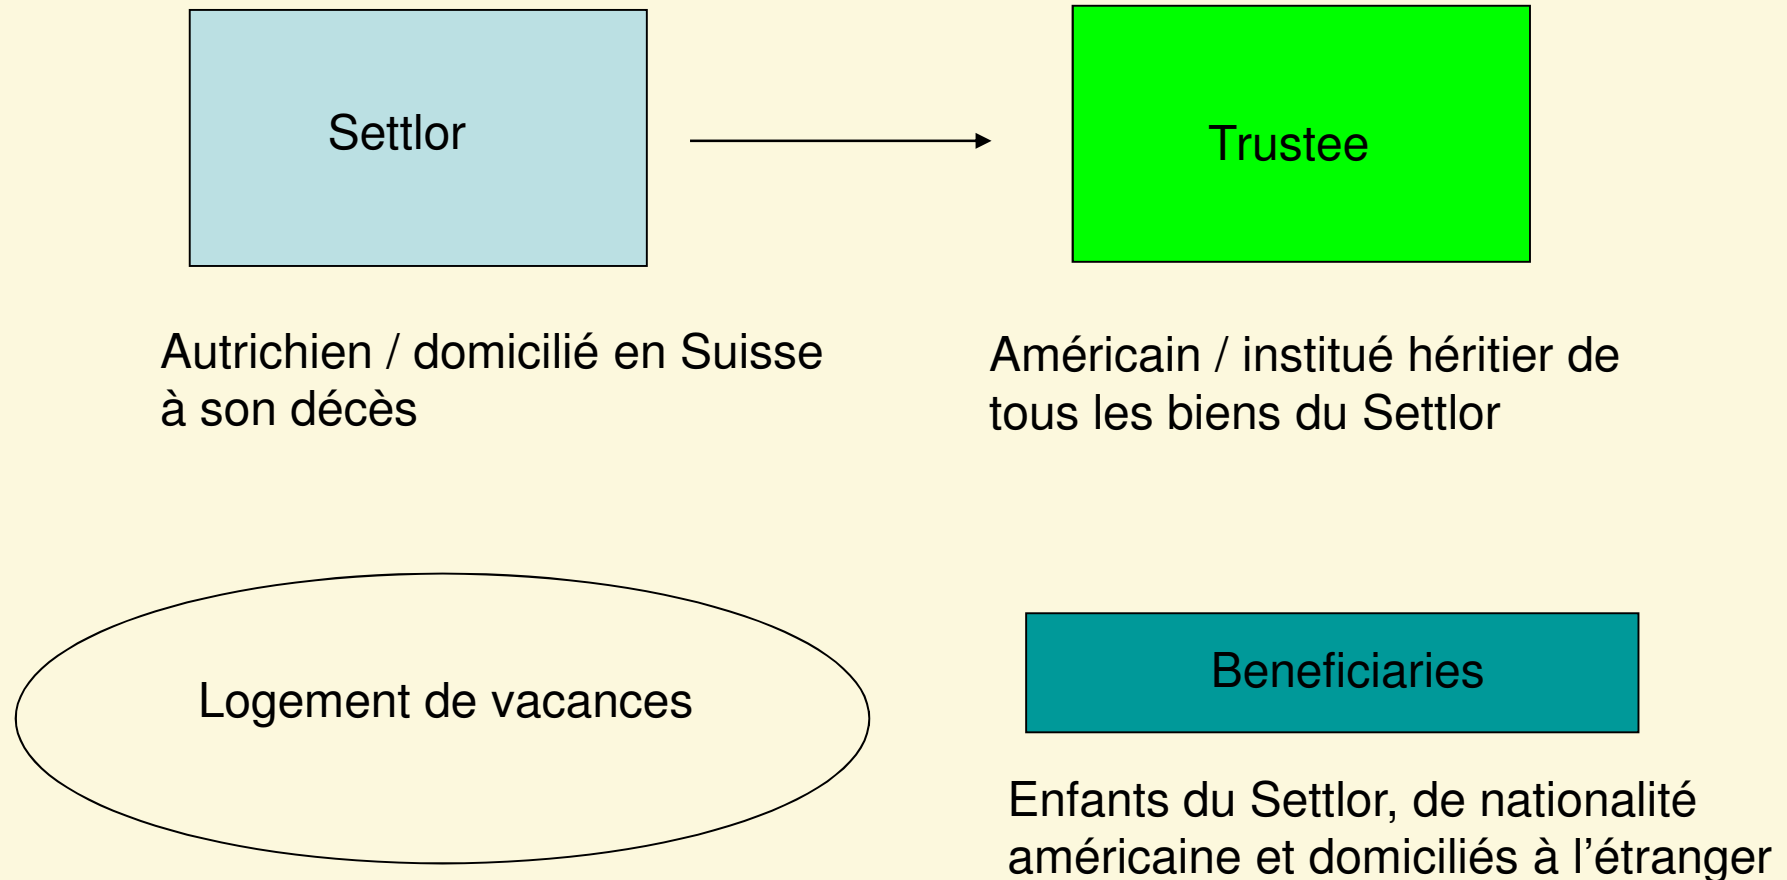 Settlor
Trustee
Autrichien / domicilié en Suisse
à son décès
Américain / institué héritier de
tous les biens du Settlor
Logement de vacances
Beneficiaries
Enfants du Settlor, de nationalité
américaine et domiciliés à l’étranger